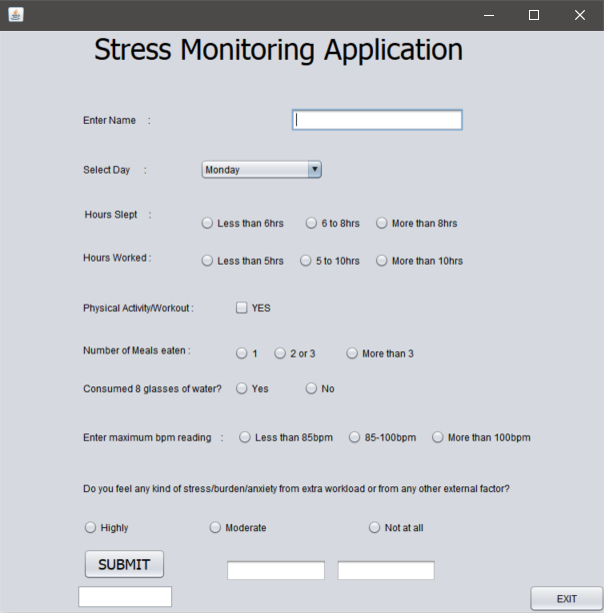 Stress Monitoring Application
Enter Name :
Select Day : Monday
Hours Slept : Less than 6hrs 6 to 8hrs More than 8hrs
Hours Worked : Less than 5hrs 5 to 10hrs More than 10hrs
Physical Activity/Workout : YES
Number of Meals eaten : 1 2 or 3 More than 3
Consumed 8 glasses of water? Yes No
Enter maximum bpm reading : Less than 85bpm 85-100bpm More than 100bpm
Do you feel any kind of stress/burden/anxiety from extra workload or from any other external factor?
Highly Moderate Not at all
SUBMIT
EXIT